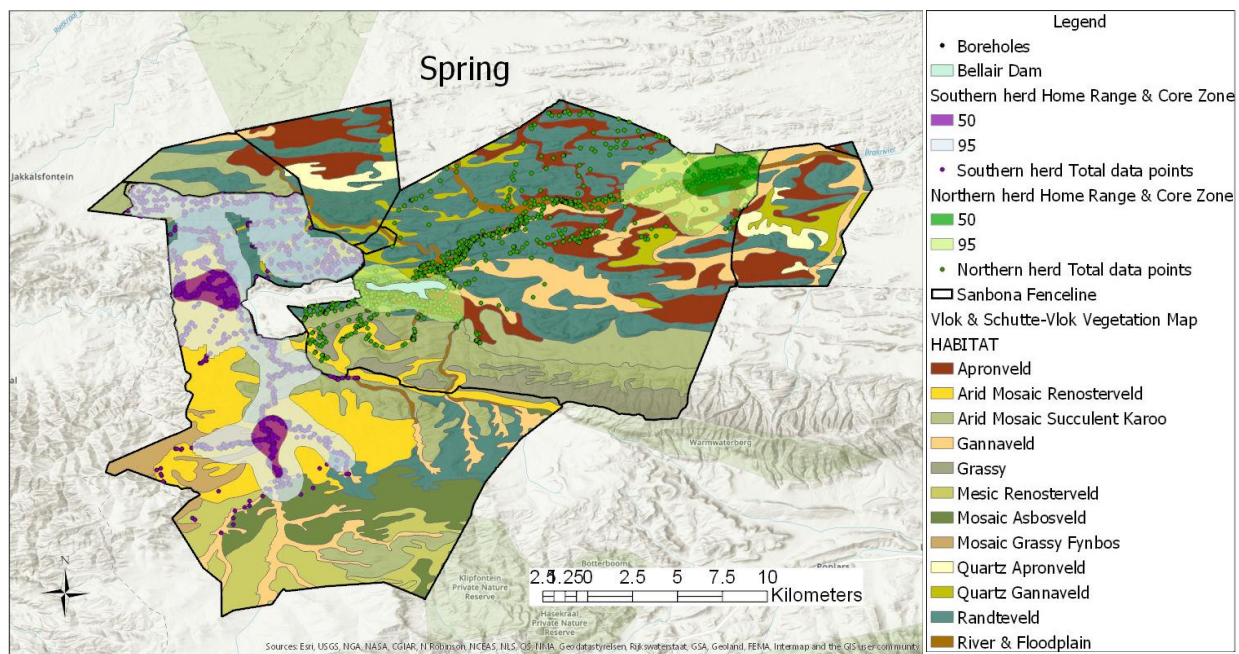 Spring
Rietkraal
Jakkalsfontein
Brakrivier
al
Warmwaterberg
Botterboom
Klipfontein
Private Nature
Reserve
Hasekraal
Private Nature
Reserve
Poplars
N
2.5 1.25 0 2.5 5 7.5 10
Kilometers
Sources: Esri, USGS, NGA, NASA, CGIAR, N Robinson, NCEAS, NLS, OS, NMA, Geodatastyrelsen, Rijkswaterstaat, GSA, Geoland, FEMA, Intermap and the GIS user community
Legend
Boreholes
Bellair Dam
Southern herd Home Range & Core Zone
50
95
Southern herd Total data points
Northern herd Home Range & Core Zone
50
95
Northern herd Total data points
Sanbona Fenceline
Vlok & Schutte-Vlok Vegetation Map
HABITAT
Apronveld
Arid Mosaic Renosterveld
Arid Mosaic Succulent Karoo
Gannaveld
Grassy
Mesic Renosterveld
Mosaic Asbosveld
Mosaic Grassy Fynbos
Quartz Apronveld
Quartz Gannaveld
Randteveld
River & Floodplain